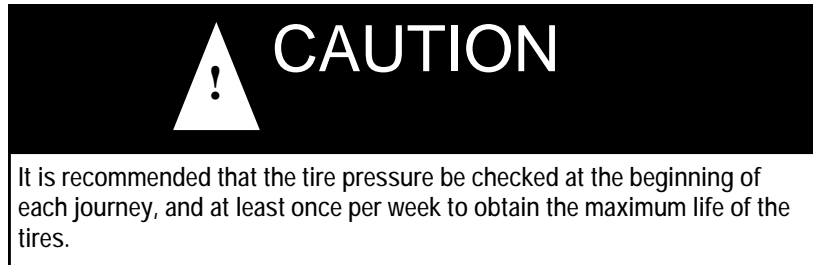 ! CAUTION
It is recommended that the tire pressure be checked at the beginning of
each journey, and at least once per week to obtain the maximum life of the
tires.